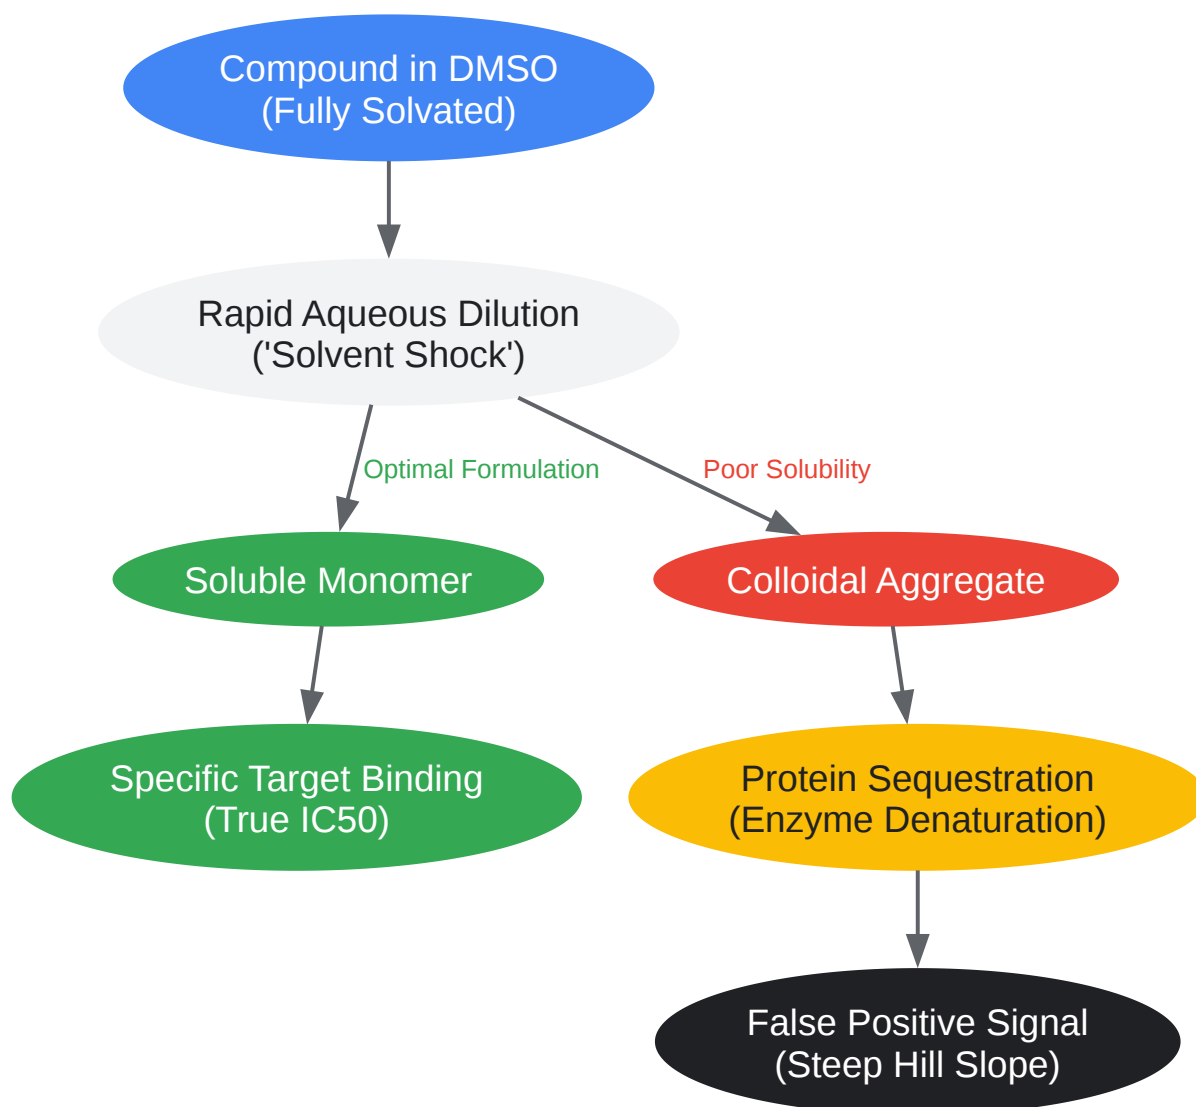 Compound in DMSO
(Fully Solvated)
Rapid Aqueous Dilution
('Solvent Shock')
Optimal Formulation
Poor Solubility
Soluble Monomer
Colloidal Aggregate
Specific Target Binding
(True IC50)
Protein Sequestration
(Enzyme Denaturation)
False Positive Signal
(Steep Hill Slope)